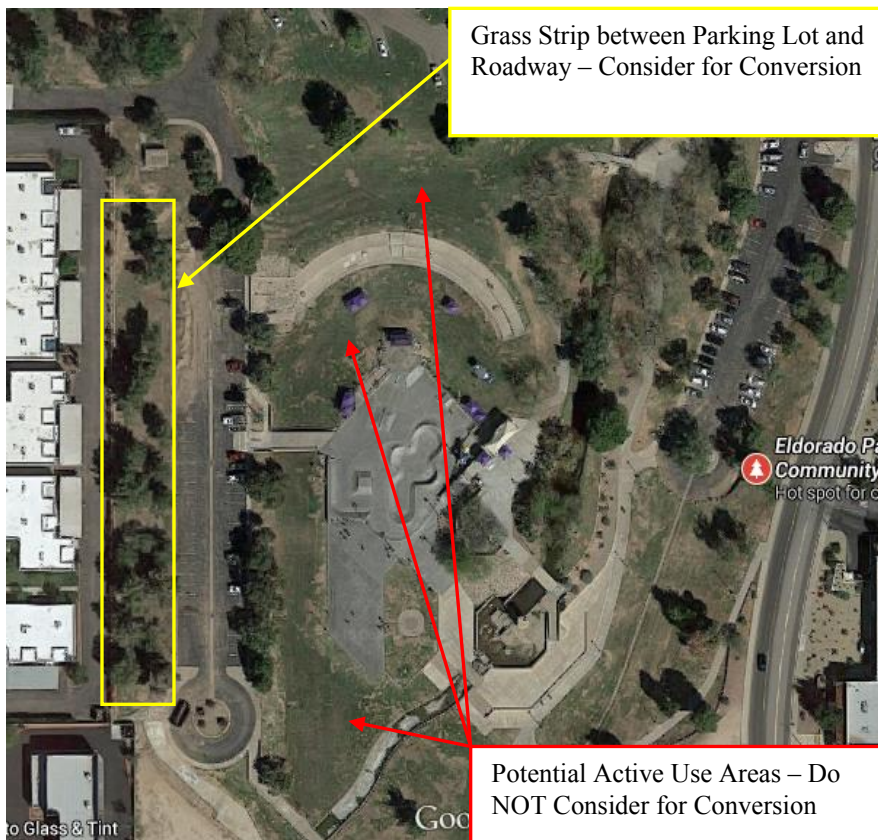 Grass Strip between Parking Lot and
Roadway – Consider for Conversion
Eldorado
Community
Hot spot for
Potential Active Use Areas – Do
NOT Consider for Conversion
Goo
to Glass & Tint